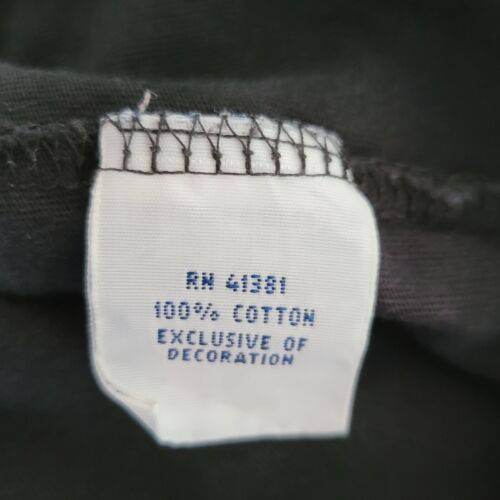 RN 41381
100% COTTON
EXCLUSIVE OF
DECORATION